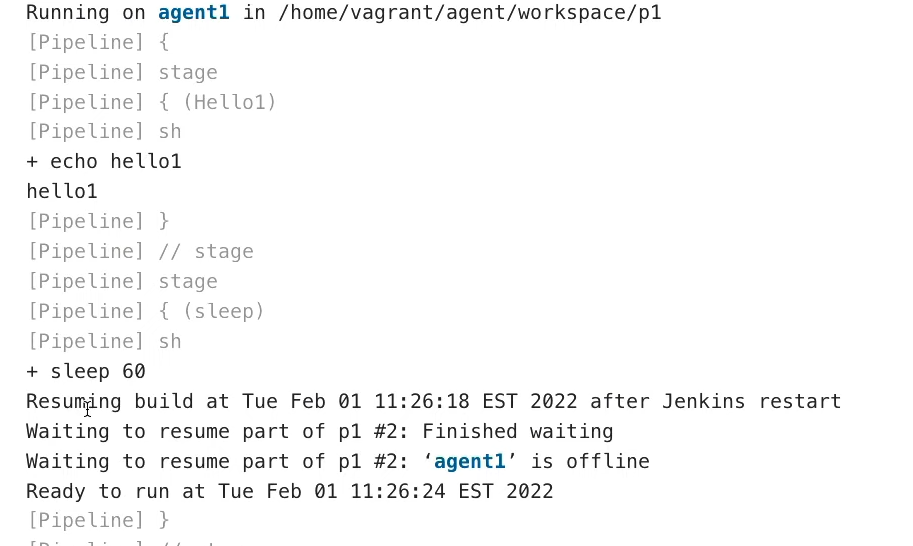 Running on agent1 in /home/vagrant/agent/workspace/p1
[Pipeline] {
[Pipeline] stage
[Pipeline] { (Hello1)
[Pipeline] sh
+ echo hello1
hello1
[Pipeline] }
[Pipeline] // stage
[Pipeline] stage
[Pipeline] { (sleep)
[Pipeline] sh
+ sleep 60
Resuming build at Tue Feb 01 11:26:18 EST 2022 after Jenkins restart
Waiting to resume part of p1 #2: Finished waiting
Waiting to resume part of p1 #2: ‘agent1’ is offline
Ready to run at Tue Feb 01 11:26:24 EST 2022
[Pipeline] }